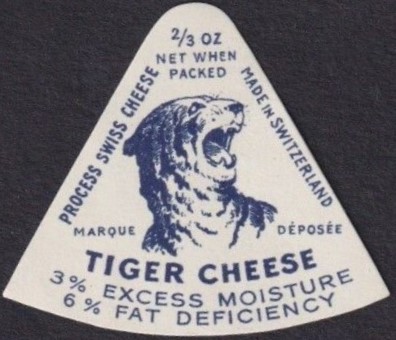 2/3 OZ
NET WHEN
PACKED
PROCESS SWISS CHEESE
MADE IN SWITZERLAND
MARQUE DÉPOSÉE
TIGER CHEESE
3% EXCESS MOISTURE
6% FAT DEFICIENCY